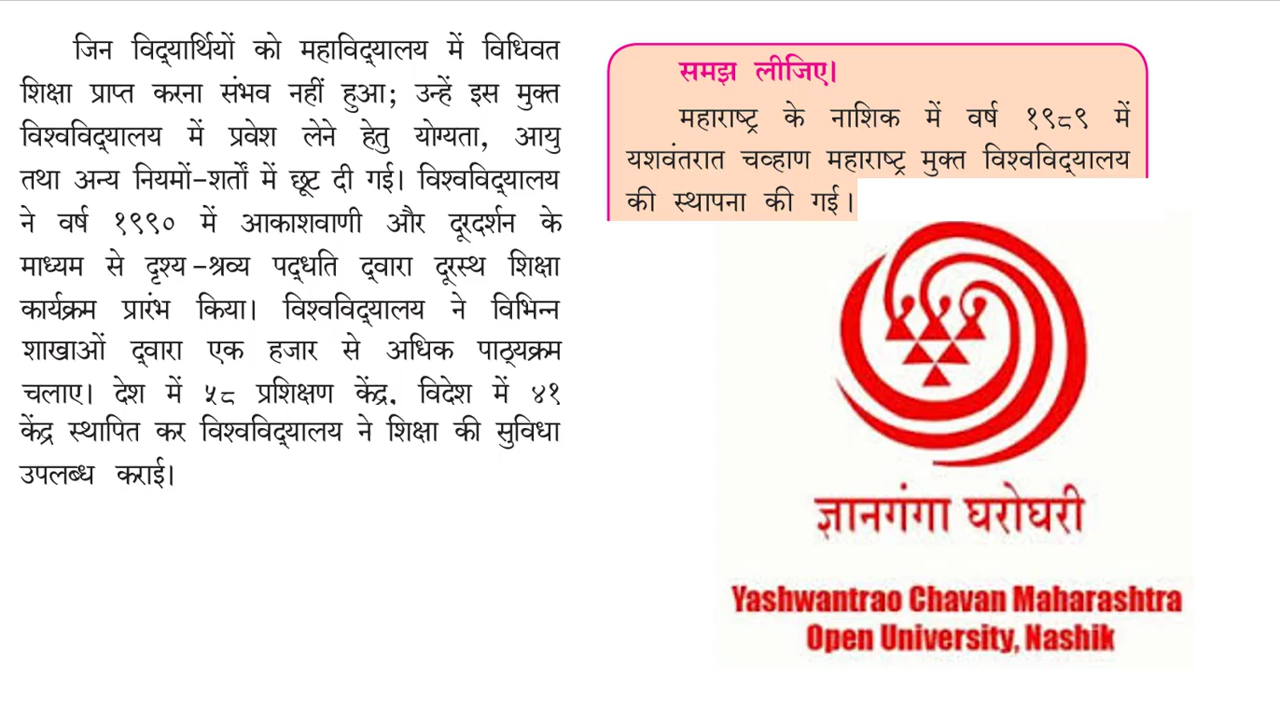 जिन विद्यार्थियों को महाविद्यालय में विधिवत
शिक्षा प्राप्त करना संभव नहीं हुआ; उन्हें इस मुक्त
विश्वविद्यालय में प्रवेश लेने हेतु योग्यता, आयु
तथा अन्य नियमों-शर्तों में छूट दी गई। विश्वविद्यालय
ने वर्ष १९९० में आकाशवाणी और दूरदर्शन के
माध्यम से दृश्य-श्रव्य पद्धति द्वारा दूरस्थ शिक्षा
कार्यक्रम प्रारंभ किया। विश्वविद्यालय ने विभिन्न
शाखाओं द्वारा एक हजार से अधिक पाठ्यक्रम
चलाए। देश में ५८ प्रशिक्षण केंद्र, विदेश में ४१
केंद्र स्थापित कर विश्वविद्यालय ने शिक्षा की सुविधा
उपलब्ध कराई।
समझ लीजिए।
महाराष्ट्र के नाशिक में वर्ष १९८९ में
यशवंतरात चव्हाण महाराष्ट्र मुक्त विश्वविद्यालय
की स्थापना की गई।
ज्ञानगंगा घरोघरी
Yashwantrao Chavan Maharashtra
Open University, Nashik